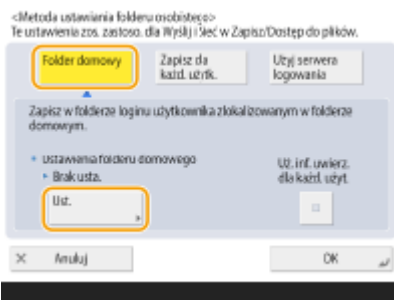 <Metoda ustawiania folderu osobistego>
Te ustawienia zos. zastoso. dla Wyślij i Sieć w Zapisz/Dostęp do plików.
Folder domowy
Zapisz da
każd. użytk.
Użyj serwera
logowania
Zapisz w folderze loginu użytkownika zlokalizowanym w folderze
domowym.
Ustawienia folderu domowego
Brak usta.
Ust.
Uż. inf. uwierz.
dla każd. użyt.
Anuluj
OK